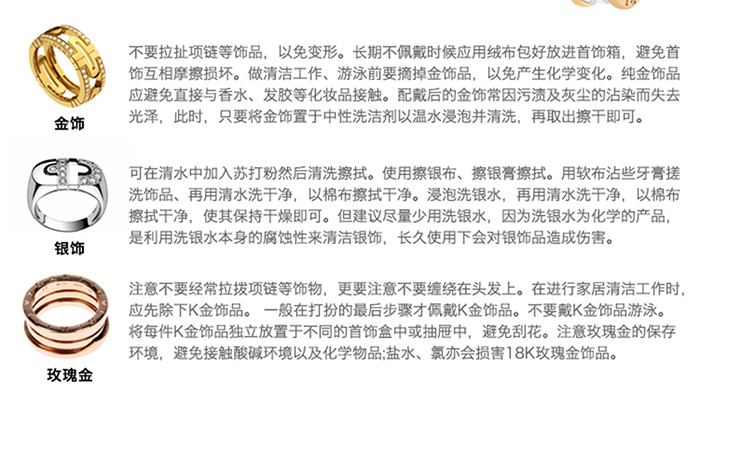 不要拉扯项链等饰品，以免变形。长期不佩戴时候应用绒布包好放进首饰箱，避免首
饰互相摩擦损坏。做清洁工作、游泳前要摘掉金饰品，以免产生化学变化。纯金饰品
应避免直接与香水、发胶等化妆品接触。配戴后的金饰常因污渍及灰尘的沾染而失去
光泽，此时，只要将金饰置于中性洗洁剂以温水浸泡并清洗，再取出擦干即可。
金饰
可在清水中加入苏打粉然后清洗擦拭。使用擦银布、擦银膏擦拭。用软布沾些牙膏搓
洗饰品、再用清水洗干净，以棉布擦拭干净。浸泡洗银水，再用清水洗干净，以棉布
擦拭干净，使其保持干燥即可。但建议尽量少用洗银水，因为洗银水为化学的产品，
是利用洗银水本身的腐蚀性来清洁银饰，长久使用下会对银饰品造成伤害。
银饰
注意不要经常拉拨项链等饰物，更要注意不要缠绕在头发上。在进行家居清洁工作时，
应先除下K金饰品。 一般在打扮的最后步骤才佩戴K金饰品。不要戴K金饰品游泳。
将每件K金饰品独立放置于不同的首饰盒中或抽屉中，避免刮花。注意玫瑰金的保存
环境，避免接触酸碱环境以及化学物品;盐水、氯亦会损害18K玫瑰金饰品。
玫瑰金